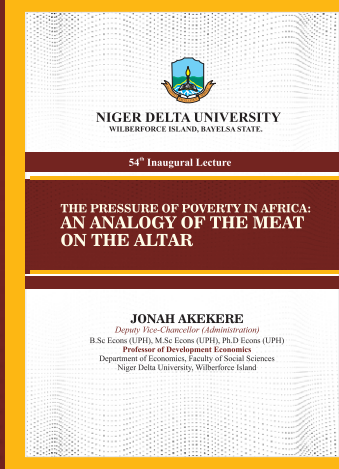 NIGER DELTA UNIVERSITY
WILBERFORCE ISLAND, BAYELSA STATE.
54th Inaugural Lecture
THE PRESSURE OF POVERTY IN AFRICA:
AN ANALOGY OF THE MEAT
ON THE ALTAR
JONAH AKEKERE
Deputy Vice-Chancellor (Administration)
B.Sc Econs (UPH), M.Sc Econs (UPH), Ph.D Econs (UPH)
Professor of Development Economics
Department of Economics, Faculty of Social Sciences
Niger Delta University, Wilberforce Island